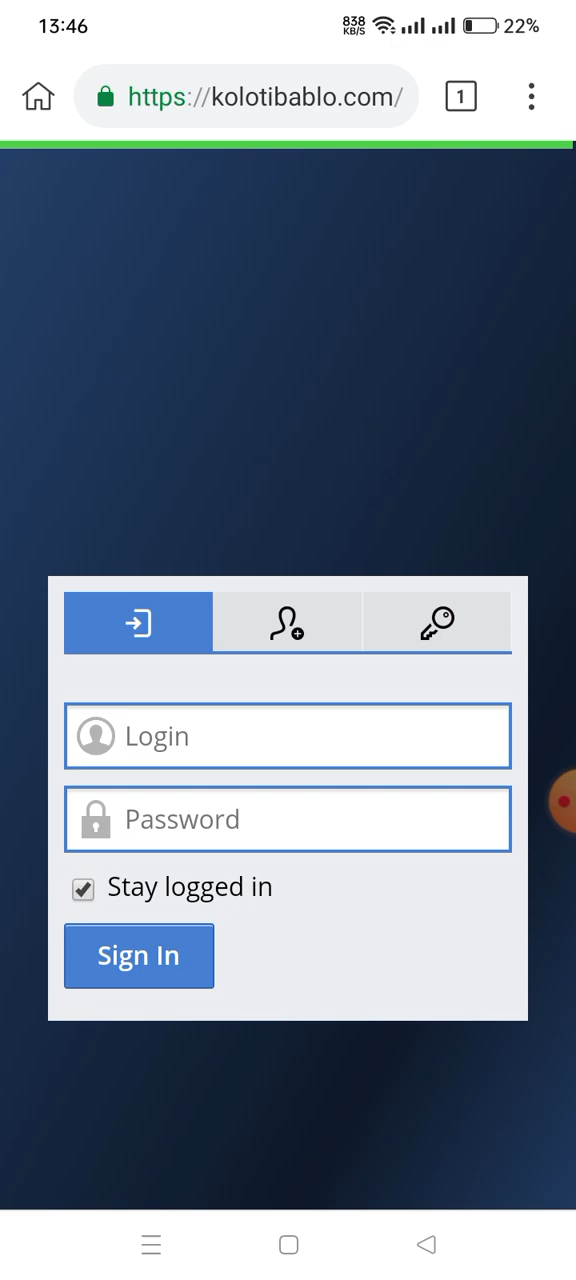 13:46 838 KB/S 22%
https://kolotibablo.com/ 1
Login
Password
Stay logged in
Sign In